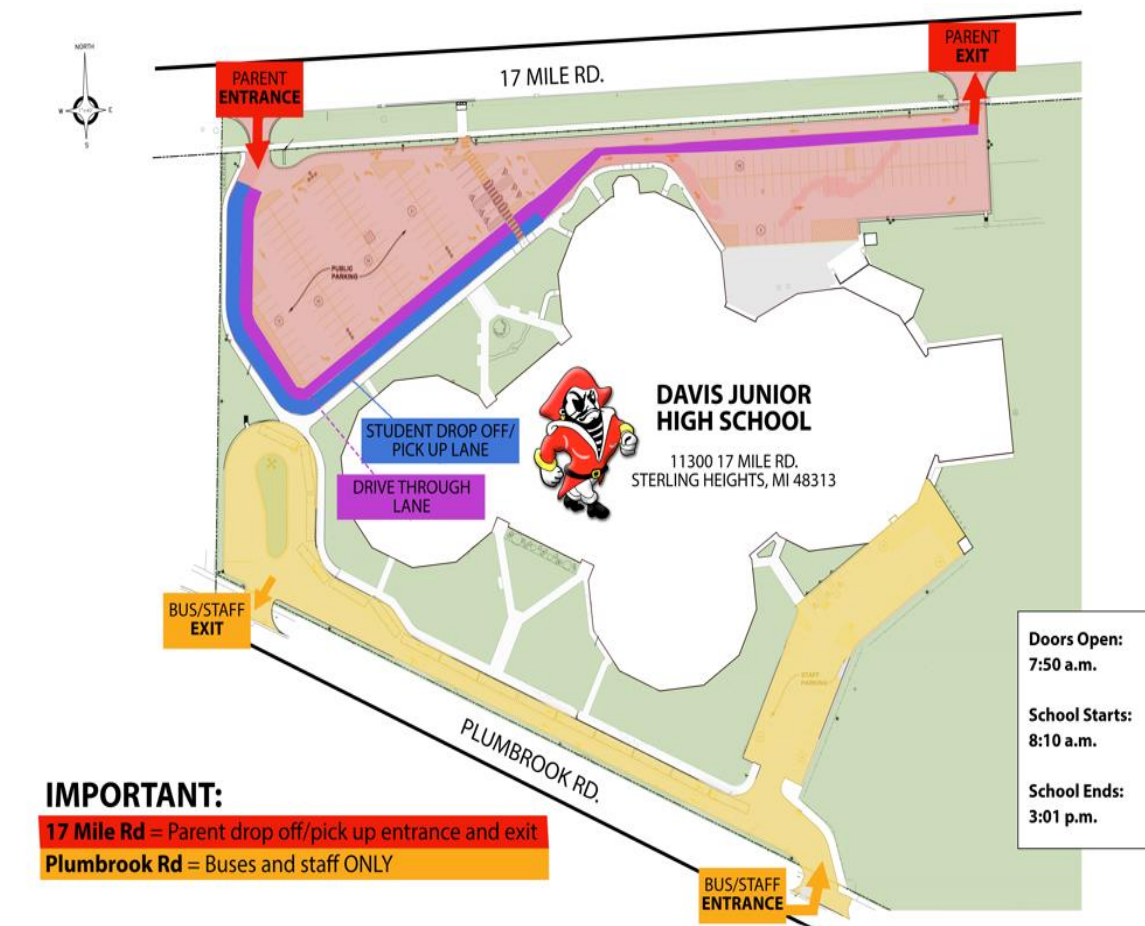 NORTH
W
E
S
PARENT
ENTRANCE
17 MILE RD.
PARENT
EXIT
PUBLIC
PARKING
STUDENT DROP OFF/
PICK UP LANE
DRIVE THROUGH
LANE
DAVIS JUNIOR
HIGH SCHOOL
11300 17 MILE RD.
STERLING HEIGHTS, MI 48313
BUS/STAFF
EXIT
STAFF
PARKING
PLUMBROOK RD.
Doors Open:
7:50 a.m.
School Starts:
8:10 a.m.
School Ends:
3:01 p.m.
IMPORTANT:
17 Mile Rd = Parent drop off/pick up entrance and exit
Plumbrook Rd = Buses and staff ONLY
BUS/STAFF
ENTRANCE